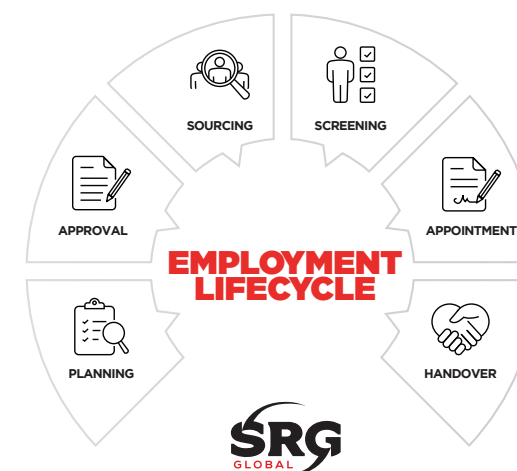 SOURCING
SCREENING
APPROVAL
APPOINTMENT
EMPLOYMENT
LIFECYCLE
PLANNING
HANDOVER
SRG
GLOBAL